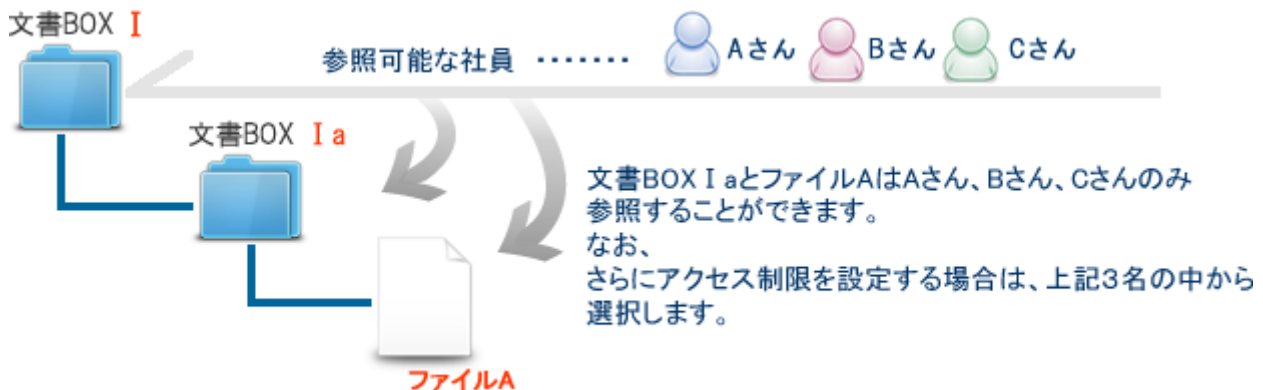 文書BOX Ⅰ
参照可能な社員 ・・・・・・・ Aさん Bさん Cさん
文書BOX Ⅰa
文書BOXⅠaとファイルAはAさん、Bさん、Cさんのみ
参照することができます。
なお、
さらにアクセス制限を設定する場合は、上記3名の中から
選択します。
ファイルA